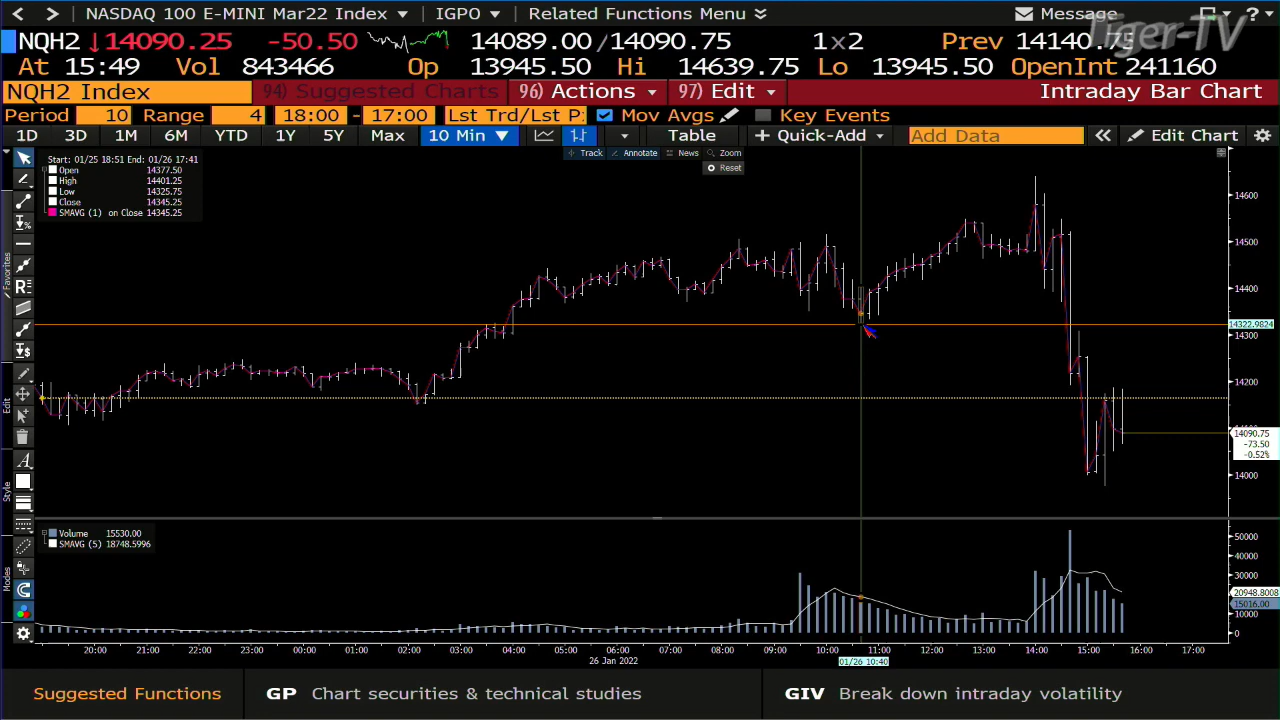 < > NASDAQ 100 E-MINI Mar22 Index IGPO Related Functions Menu Message ?
Tiger-TV
NQH2 ↓14090.25 -50.50 14089.00/14090.75 1x2 Prev 14140.75
At 15:49 Vol 843466 Op 13945.50 Hi 14639.75 Lo 13945.50 OpenInt 241160
NQH2 Index 94) Suggested Charts 96) Actions 97) Edit Intraday Bar Chart
Period 10 Range 4 18:00 - 17:00 Lst Trd/Lst P: Mov Avgs Key Events
1D 3D 1M 6M YTD 1Y 5Y Max 10 Min ▼ Table + Quick-Add Add Data « Edit Chart
Track Annotate News Zoom
Reset
Start: 01/25 18:51 End: 01/26 17:41
Open 14377.50
High 14401.25
Low 14325.75
Close 14345.25
SMAVG (1) on Close 14345.25
Favorites
Edit
Style
Modes
14600
14500
14400
14322.9824
14300
14200
14090.75
-73.50
-0.52%
14000
Volume 15530.00
SMAVG (5) 18748.5996
50000
40000
30000
20948.8008
15016.00
10000
0
20:00 21:00 22:00 23:00 00:00 01:00 02:00 03:00 04:00 05:00 06:00 07:00 08:00 09:00 10:00 11:00 12:00 13:00 14:00 15:00 16:00 17:00
26 Jan 2022 01/26 10:40
Suggested Functions GP Chart securities & technical studies GIV Break down intraday volatility